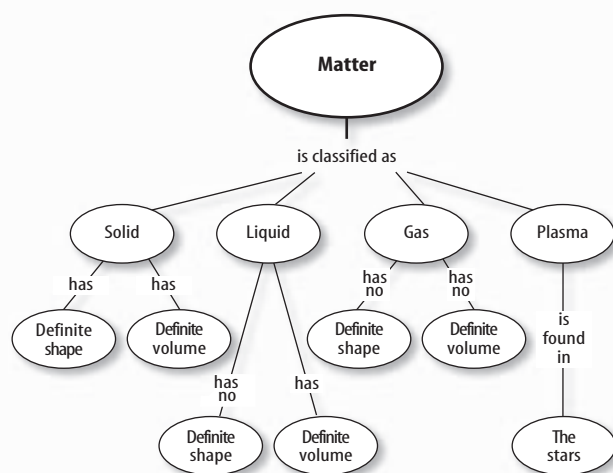 Matter
is classified as
Solid
Liquid
Gas
Plasma
has
has
has
no
has
no
Definite
shape
Definite
volume
Definite
shape
Definite
volume
is
found
in
has
no
has
Definite
shape
Definite
volume
The
stars